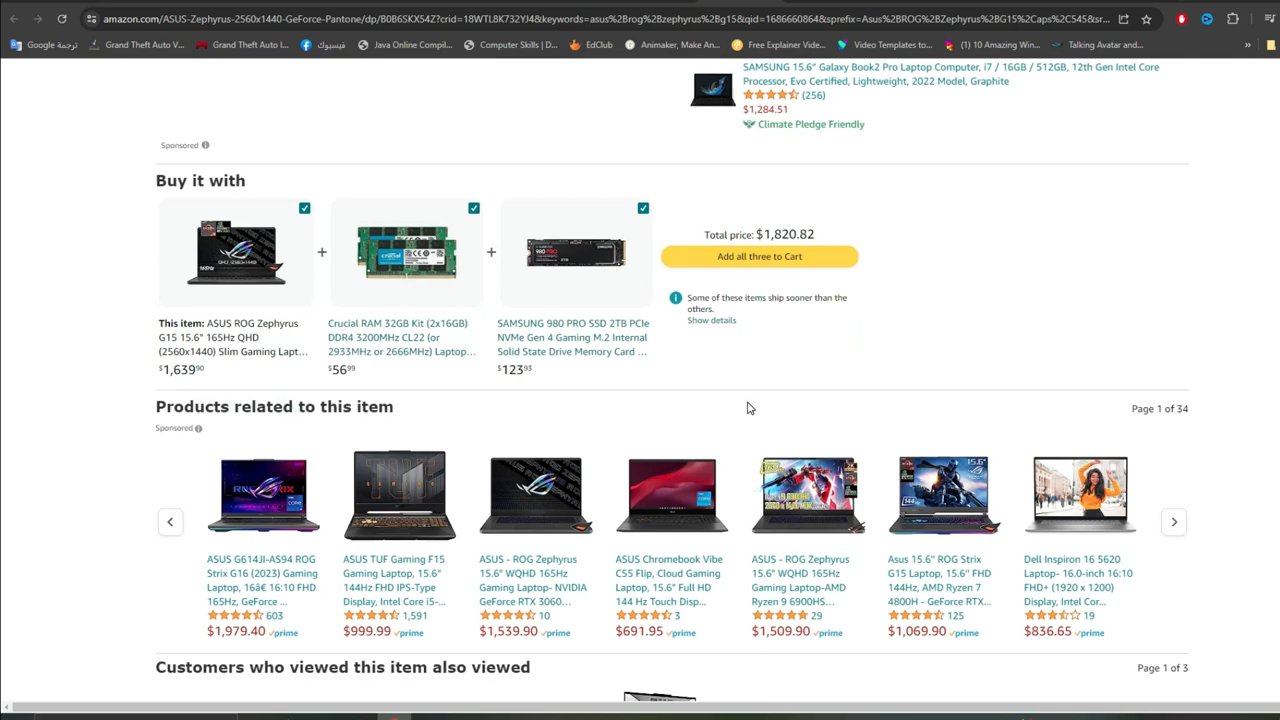 amazon.com/ASUS-Zephyrus-2560x1440-GeForce-Pantone/dp/B0B6SKX54Z?crid=18WTL8K732YJ4&keywords=asus%2Brog%2Bzephyrus%2Bg15&qid=1686660864&sprefix=Asus%2BROG%2BZephyrus%2BG15%2Caps%2C545&sr...
ترجمة Google
Grand Theft Auto V...
Grand Theft Auto I...
فيسبوك
Java Online Compil...
Computer Skills | D...
EdClub
Animaker, Make An...
Free Explainer Vide...
Video Templates to...
(1) 10 Amazing Win...
Talking Avatar and...
»
SAMSUNG 15.6" Galaxy Book2 Pro Laptop Computer, i7 / 16GB / 512GB, 12th Gen Intel Core
Processor, Evo Certified, Lightweight, 2022 Model, Graphite
(256)
$1,284.51
Climate Pledge Friendly
Sponsored
Buy it with
+
+
Total price: $1,820.82
Add all three to Cart
Some of these items ship sooner than the
others.
Show details
This item: ASUS ROG Zephyrus
G15 15.6" 165Hz QHD
(2560x1440) Slim Gaming Lapt...
$1,639 90
Crucial RAM 32GB Kit (2x16GB)
DDR4 3200MHz CL22 (or
2933MHz or 2666MHz) Laptop...
$56 99
SAMSUNG 980 PRO SSD 2TB PCIe
NVMe Gen 4 Gaming M.2 Internal
Solid State Drive Memory Card ...
$123 93
Products related to this item
Page 1 of 34
Sponsored
ASUS G614JI-AS94 ROG
Strix G16 (2023) Gaming
Laptop, 16â€ 16:10 FHD
165Hz, GeForce ...
603
$1,979.40 prime
ASUS TUF Gaming F15
Gaming Laptop, 15.6"
144Hz FHD IPS-Type
Display, Intel Core i5-...
1,591
$999.99 prime
ASUS - ROG Zephyrus
15.6" WQHD 165Hz
Gaming Laptop- NVIDIA
GeForce RTX 3060...
10
$1,539.90 prime
ASUS Chromebook Vibe
C55 Flip, Cloud Gaming
Laptop, 15.6" Full HD
144 Hz Touch Disp...
3
$691.95 prime
ASUS - ROG Zephyrus
15.6" WQHD 165Hz
Gaming Laptop-AMD
Ryzen 9 6900HS...
29
$1,509.90 prime
Asus 15.6" ROG Strix
G15 Laptop, 15.6" FHD
144Hz, AMD Ryzen 7
4800H - GeForce RTX...
125
$1,069.90 prime
Dell Inspiron 16 5620
Laptop- 16.0-inch 16:10
FHD+ (1920 x 1200)
Display, Intel Cor...
19
$836.65 prime
Customers who viewed this item also viewed
Page 1 of 3